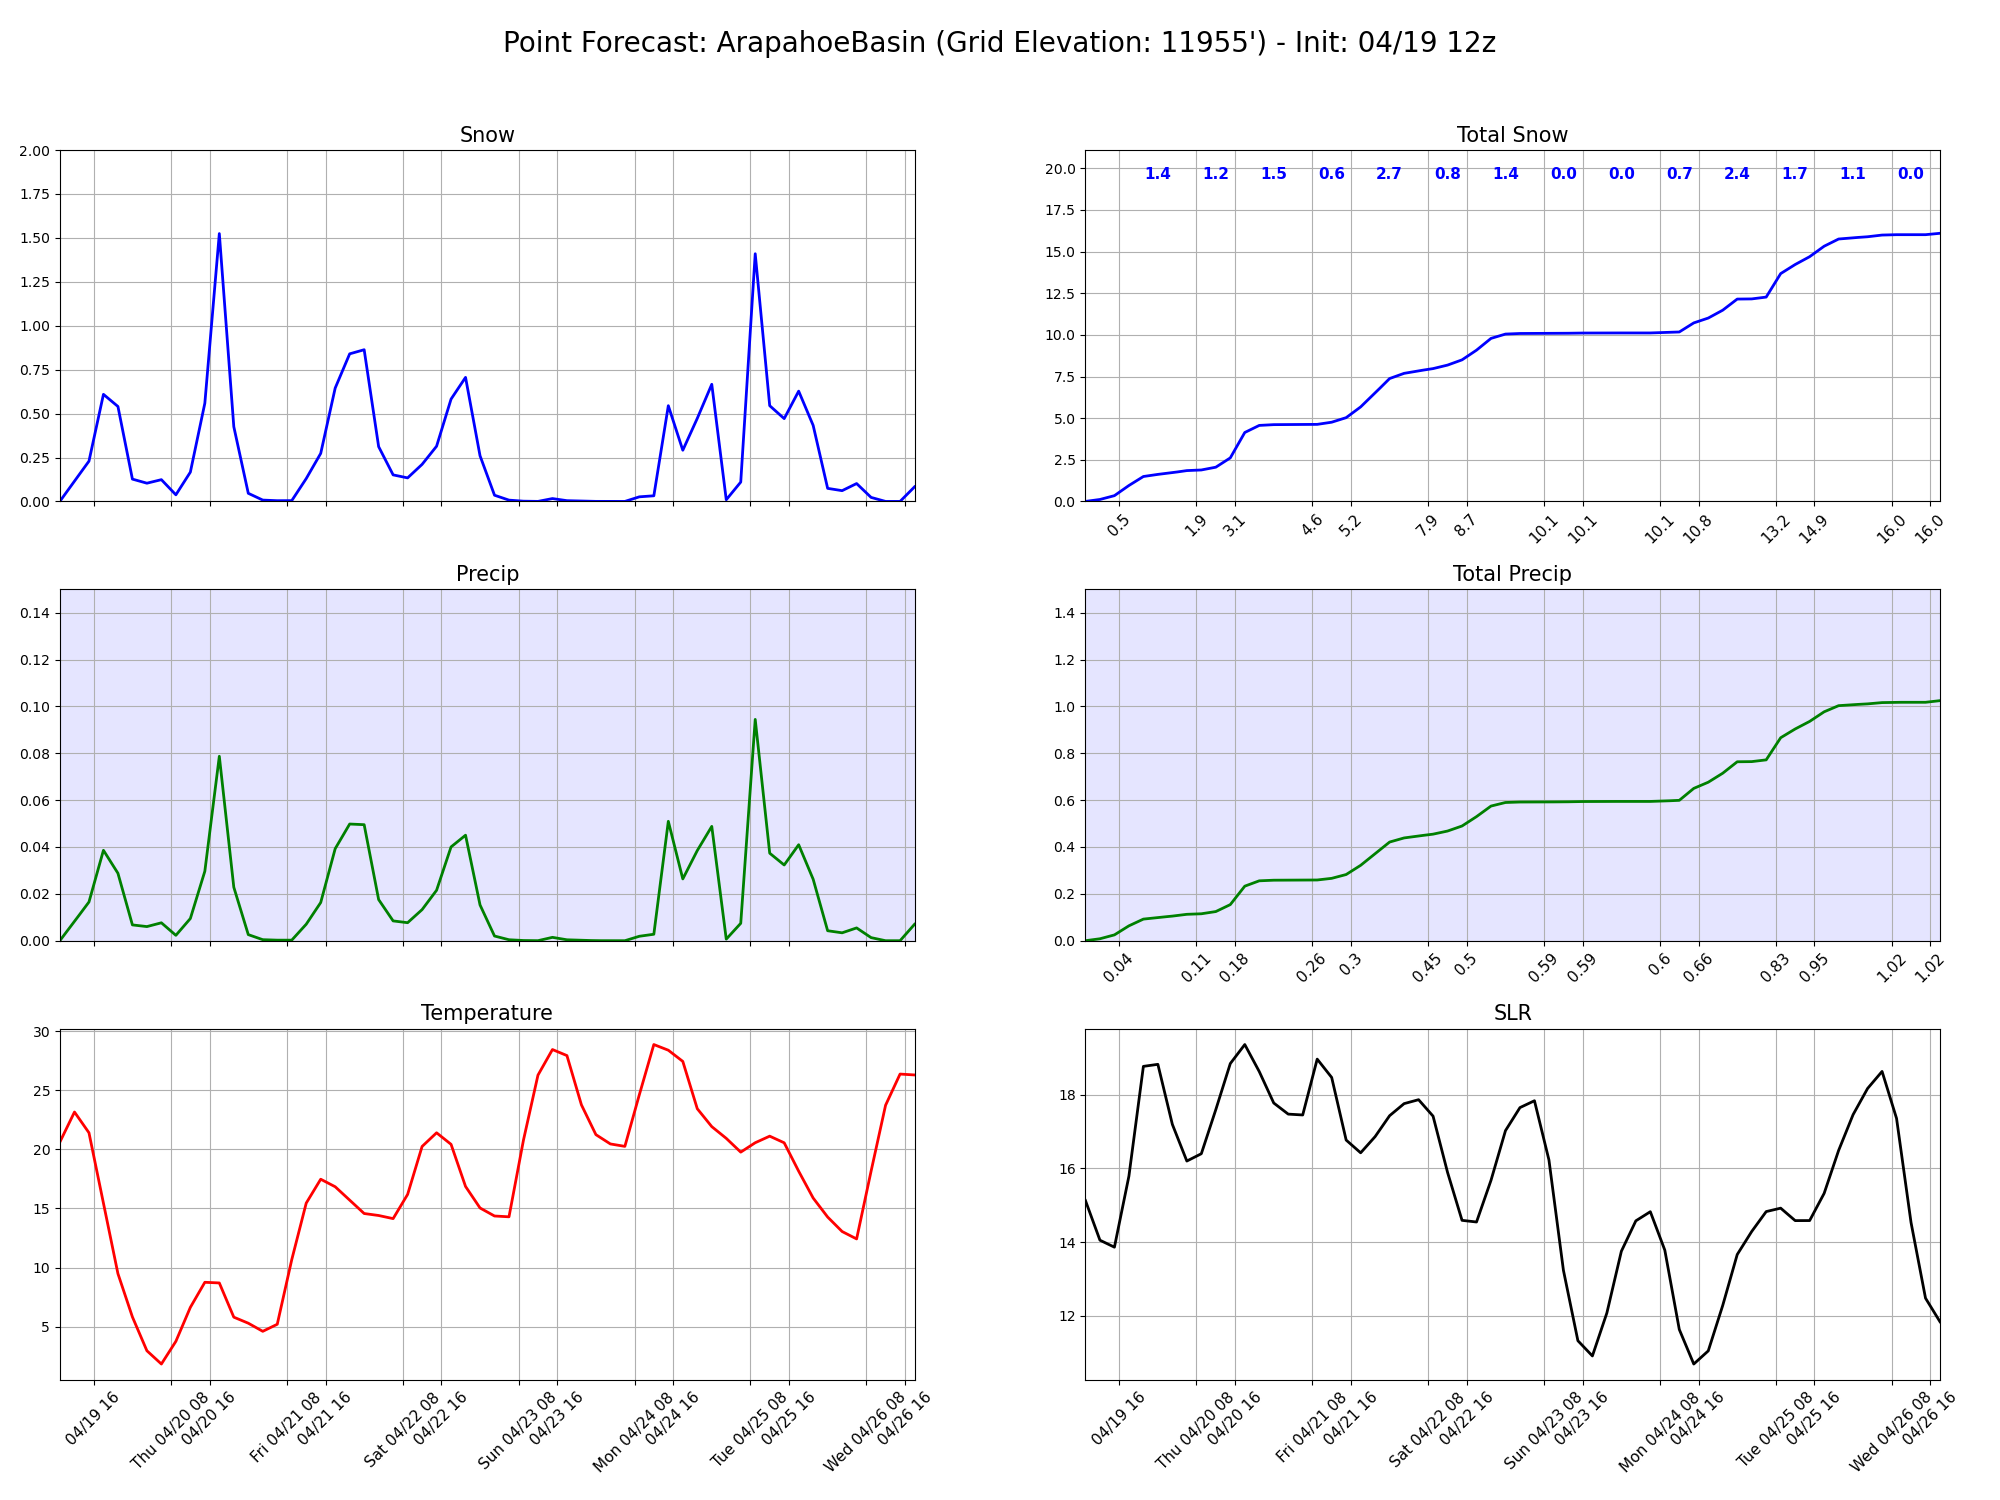 Point Forecast: ArapahoeBasin (Grid Elevation: 11955') - Init: 04/19 12z
Snow
2.00
1.75
1.50
1.25
1.00
0.75
0.50
0.25
0.00
Total Snow
1.4 1.2 1.5 0.6 2.7 0.8 1.4 0.0 0.0 0.7 2.4 1.7 1.1 0.0
20.0
17.5
15.0
12.5
10.0
7.5
5.0
2.5
0.0
0.5 1.9 3.1 4.6 5.2 7.9 8.7 10.1 10.1 10.1 10.8 13.2 14.9 16.0 16.0
Precip
0.14
0.12
0.10
0.08
0.06
0.04
0.02
0.00
Total Precip
1.4
1.2
1.0
0.8
0.6
0.4
0.2
0.0
0.04 0.11 0.18 0.26 0.3 0.45 0.5 0.59 0.59 0.6 0.66 0.83 0.95 1.02 1.02
Temperature
30
25
20
15
10
5
04/19 16
Thu 04/20 08
04/20 16
Fri 04/21 08
04/21 16
Sat 04/22 08
04/22 16
Sun 04/23 08
04/23 16
Mon 04/24 08
04/24 16
Tue 04/25 08
04/25 16
Wed 04/26 08
04/26 16
SLR
18
16
14
12
04/19 16
Thu 04/20 08
04/20 16
Fri 04/21 08
04/21 16
Sat 04/22 08
04/22 16
Sun 04/23 08
04/23 16
Mon 04/24 08
04/24 16
Tue 04/25 08
04/25 16
Wed 04/26 08
04/26 16